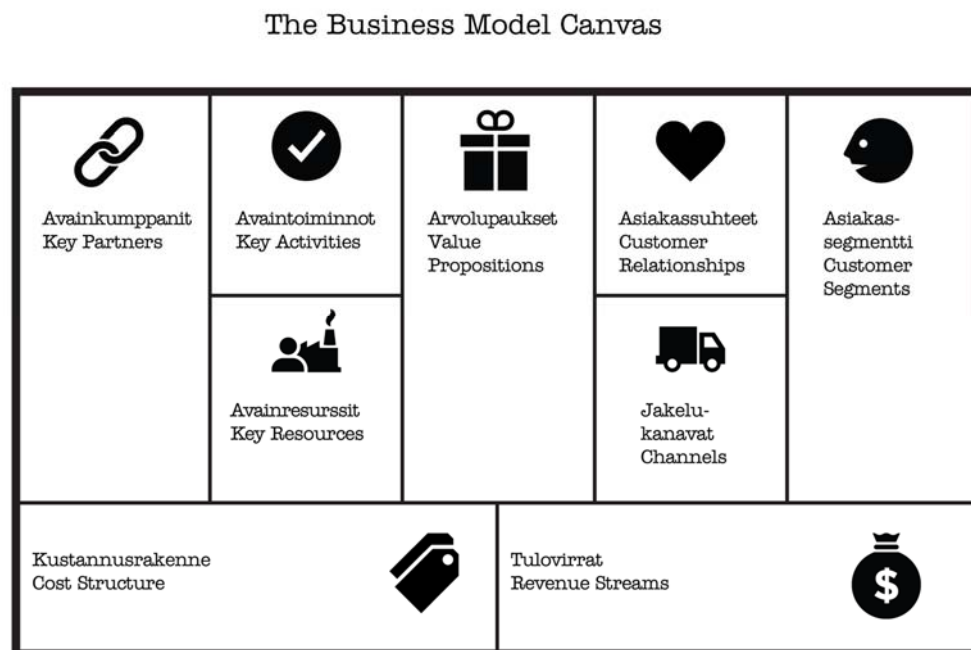 The Business Model Canvas
Avainkumppanit
Key Partners
Avaintoiminnot
Key Activities
Avainresurssit
Key Resources
Arvolupaukset
Value
Propositions
Asiakassuhteet
Customer
Relationships
Jakelu-
kanavat
Channels
Asiakas-
segmentti
Customer
Segments
Kustannusrakenne
Cost Structure
Tulovirrat
Revenue Streams
$